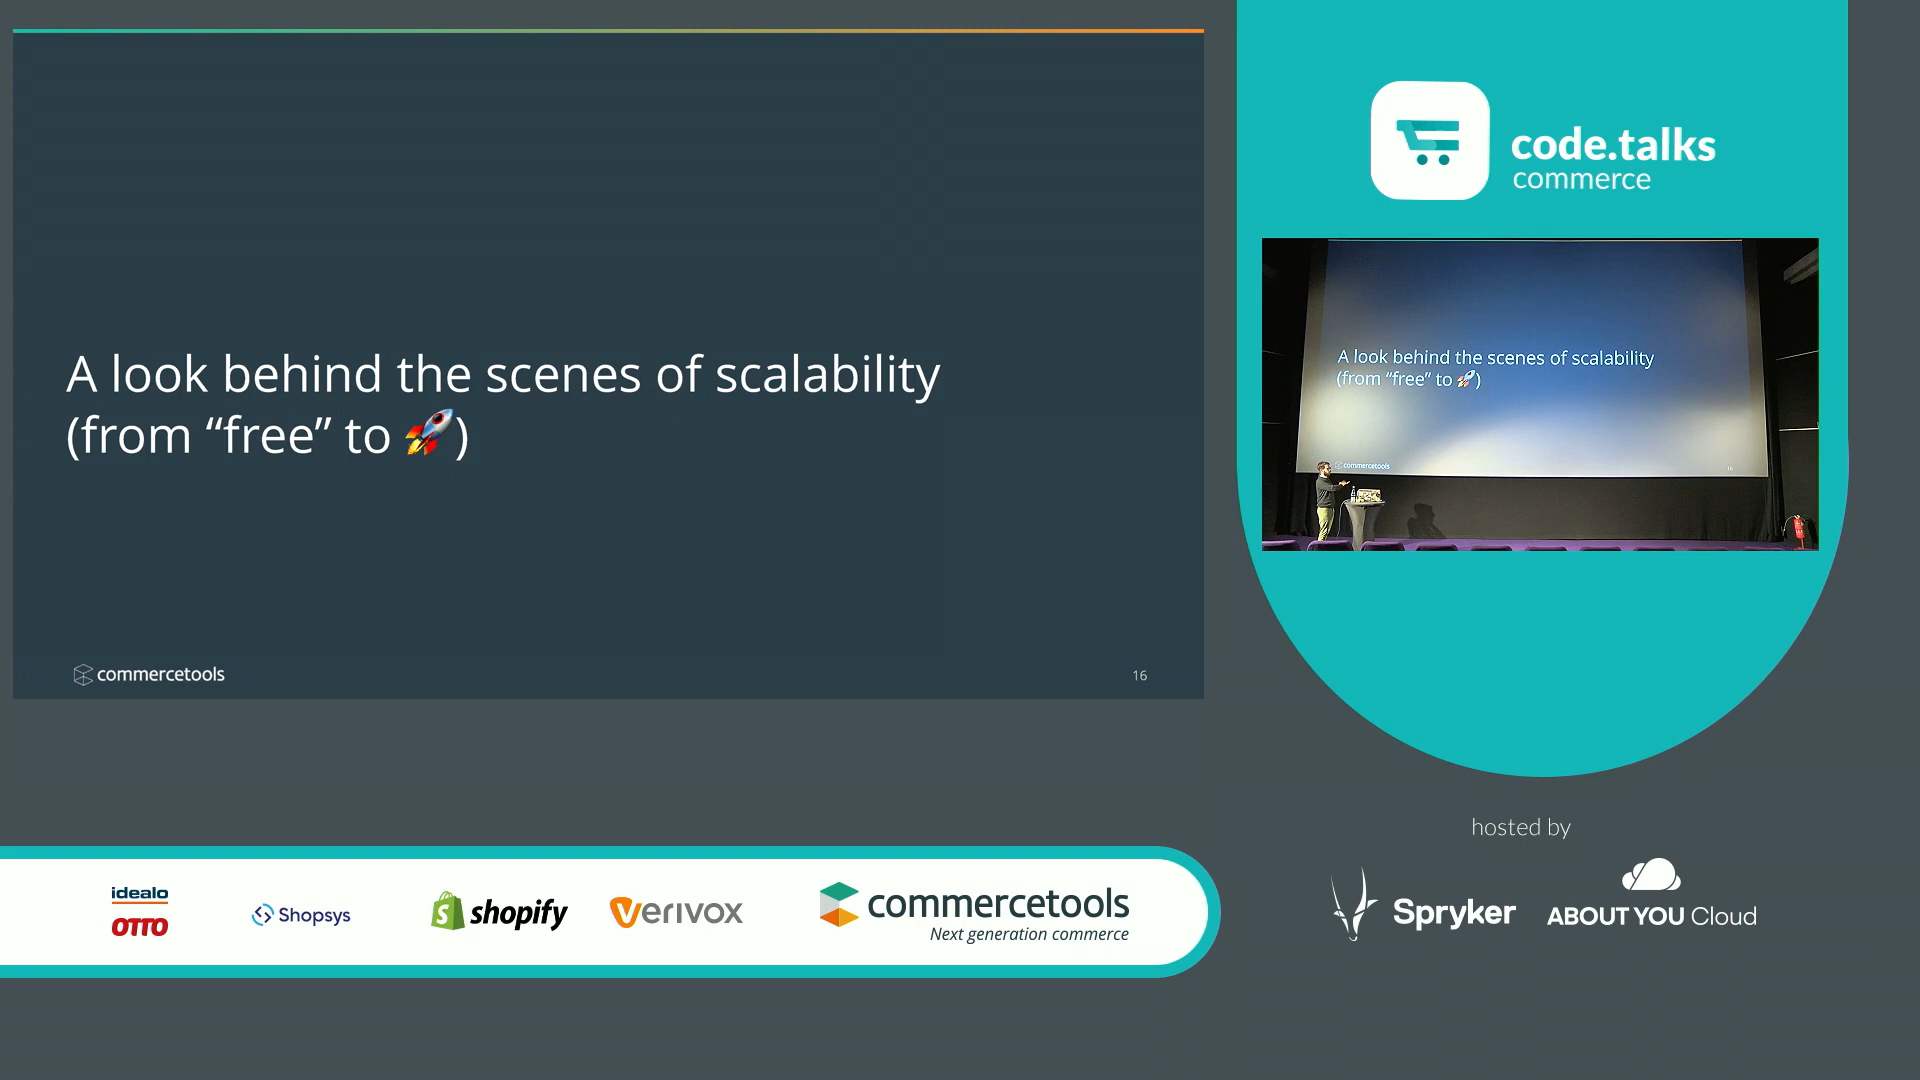 A look behind the scenes of scalability
(from “free” to 🚀)
commercetools
16
code.talks
commerce
A look behind the scenes of scalability
(from “free” to 🚀)
commercetools
16
hosted by
Spryker
ABOUT YOU Cloud
idealo
OTTO
Shopsys
shopify
verivox
commercetools
Next generation commerce